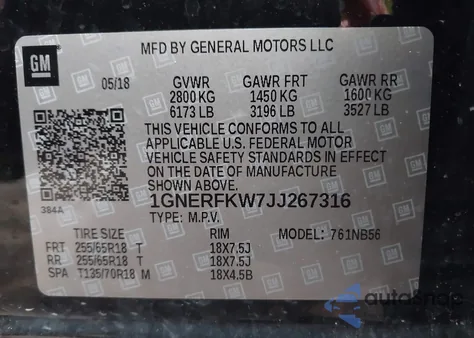 GM
MFD BY GENERAL MOTORS LLC
05/18 GVWR GAWR FRT GAWR RR
2800 KG 1450 KG 1600 KG
6173 LB 3196 LB 3527 LB
THIS VEHICLE CONFORMS TO ALL
APPLICABLE U.S. FEDERAL MOTOR
VEHICLE SAFETY STANDARDS IN EFFECT
ON THE DATE OF MANUFACTURE
SHOWN ABOVE.
384A
1GNERFKW7JJ267316
TYPE: M.P.V.
TIRE SIZE RIM MODEL: 761NB56
FRT 255/65R18 T 18X7.5J
RR 255/65R18 T 18X7.5J
SPA T135/70R18 M 18X4.5B
autosnap